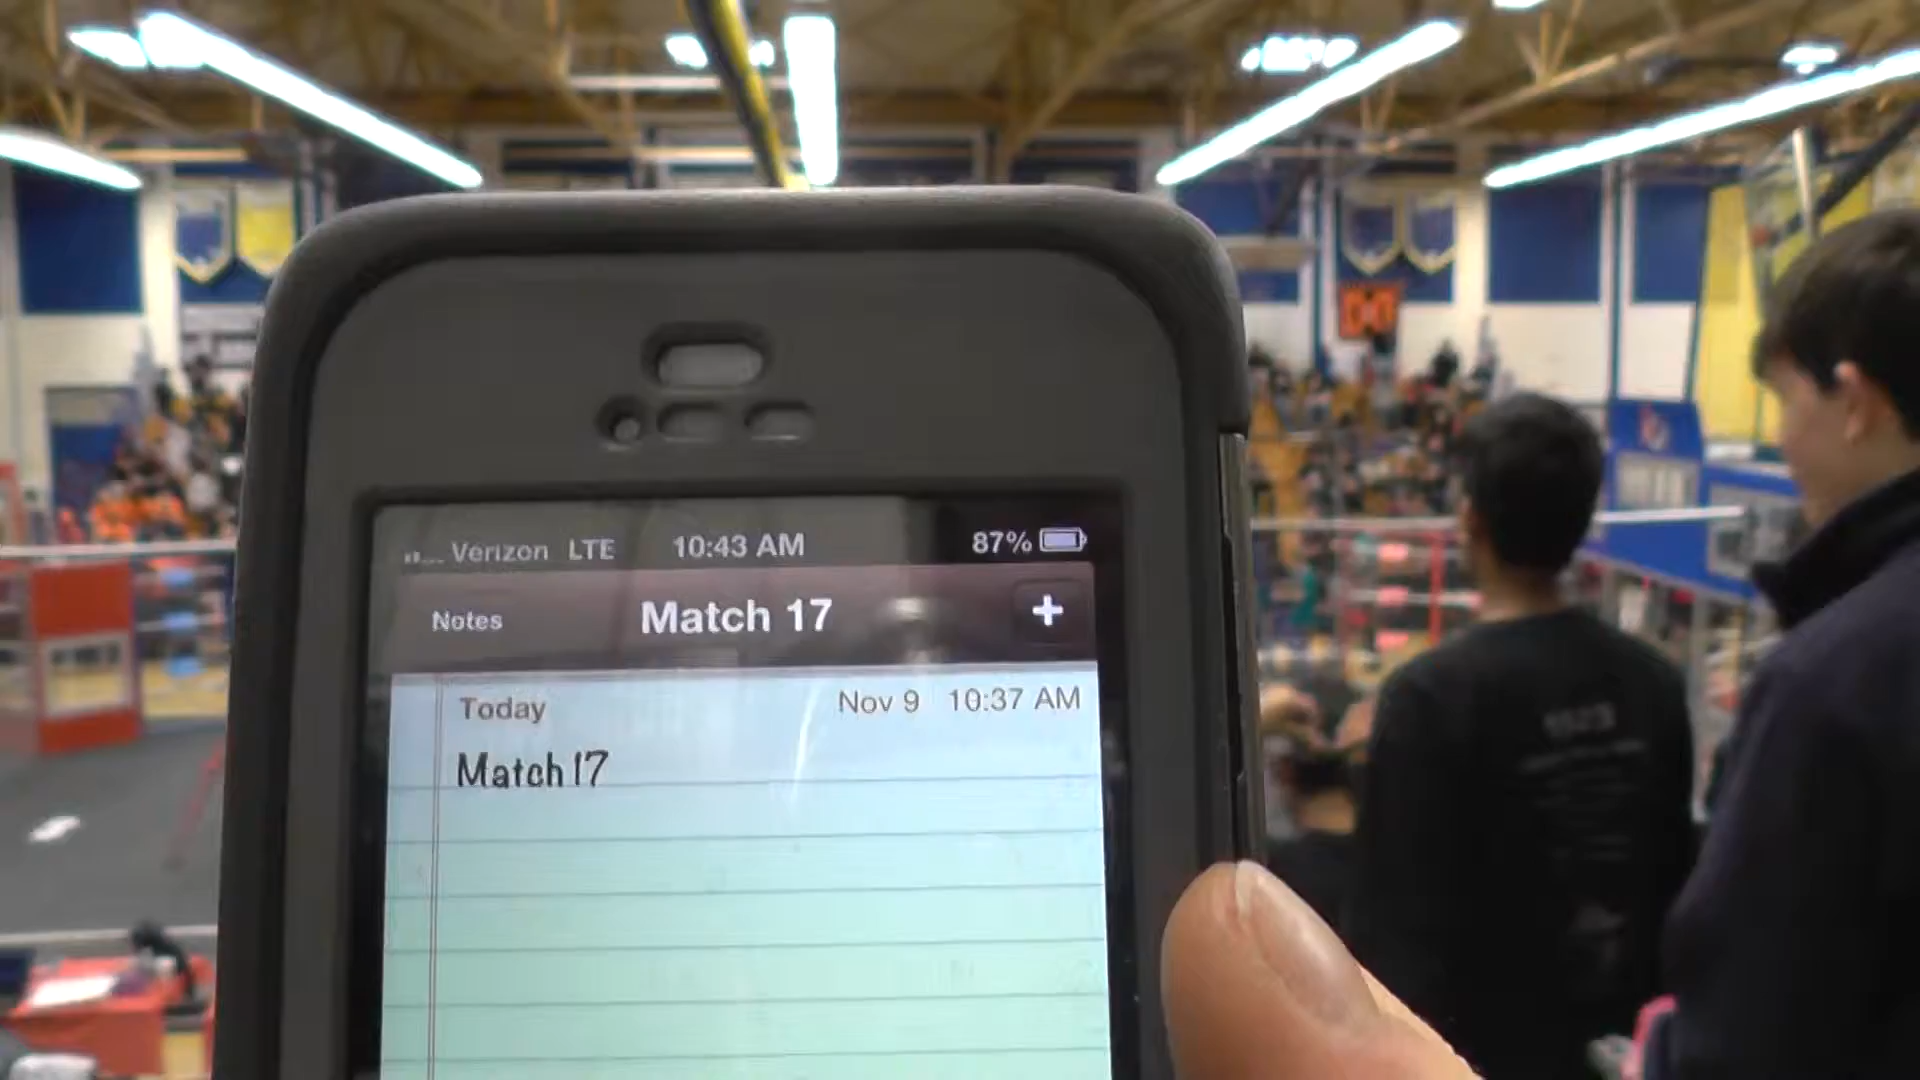 Verizon LTE 10:43 AM 87%
Notes Match 17 +
Today Nov 9 10:37 AM
Match 17